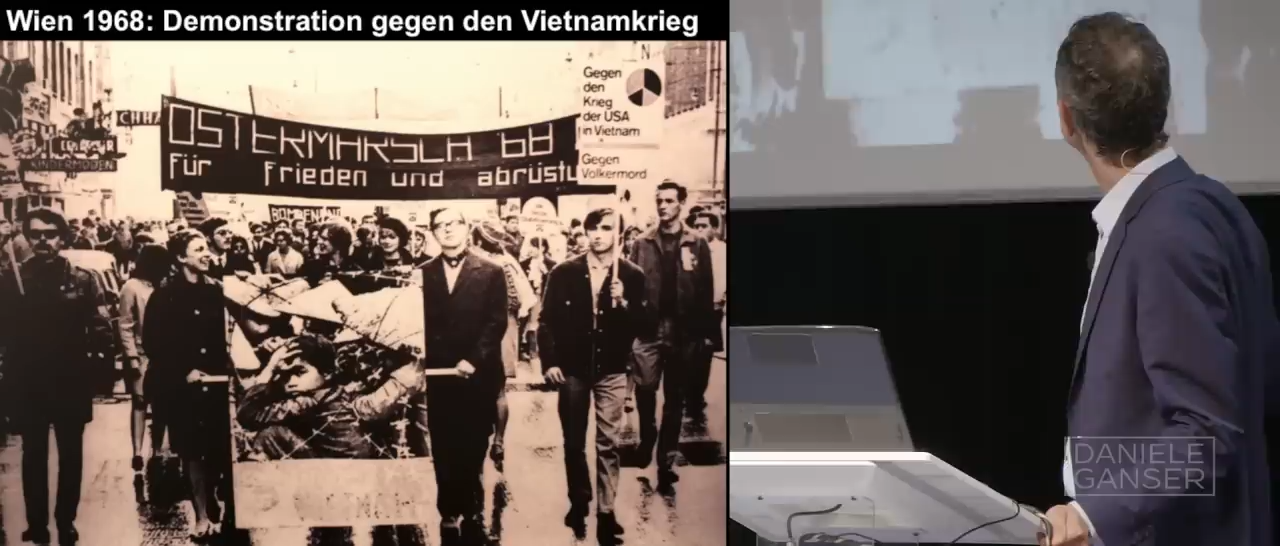 Wien 1968: Demonstration gegen den Vietnamkrieg
Gegen
den
Krieg
der USA
in Vietnam
Gegen
Völkermord
OSTERMARSCH 68
für frieden und abrüstu
KINDERMODEN
DANIELE
GANSER